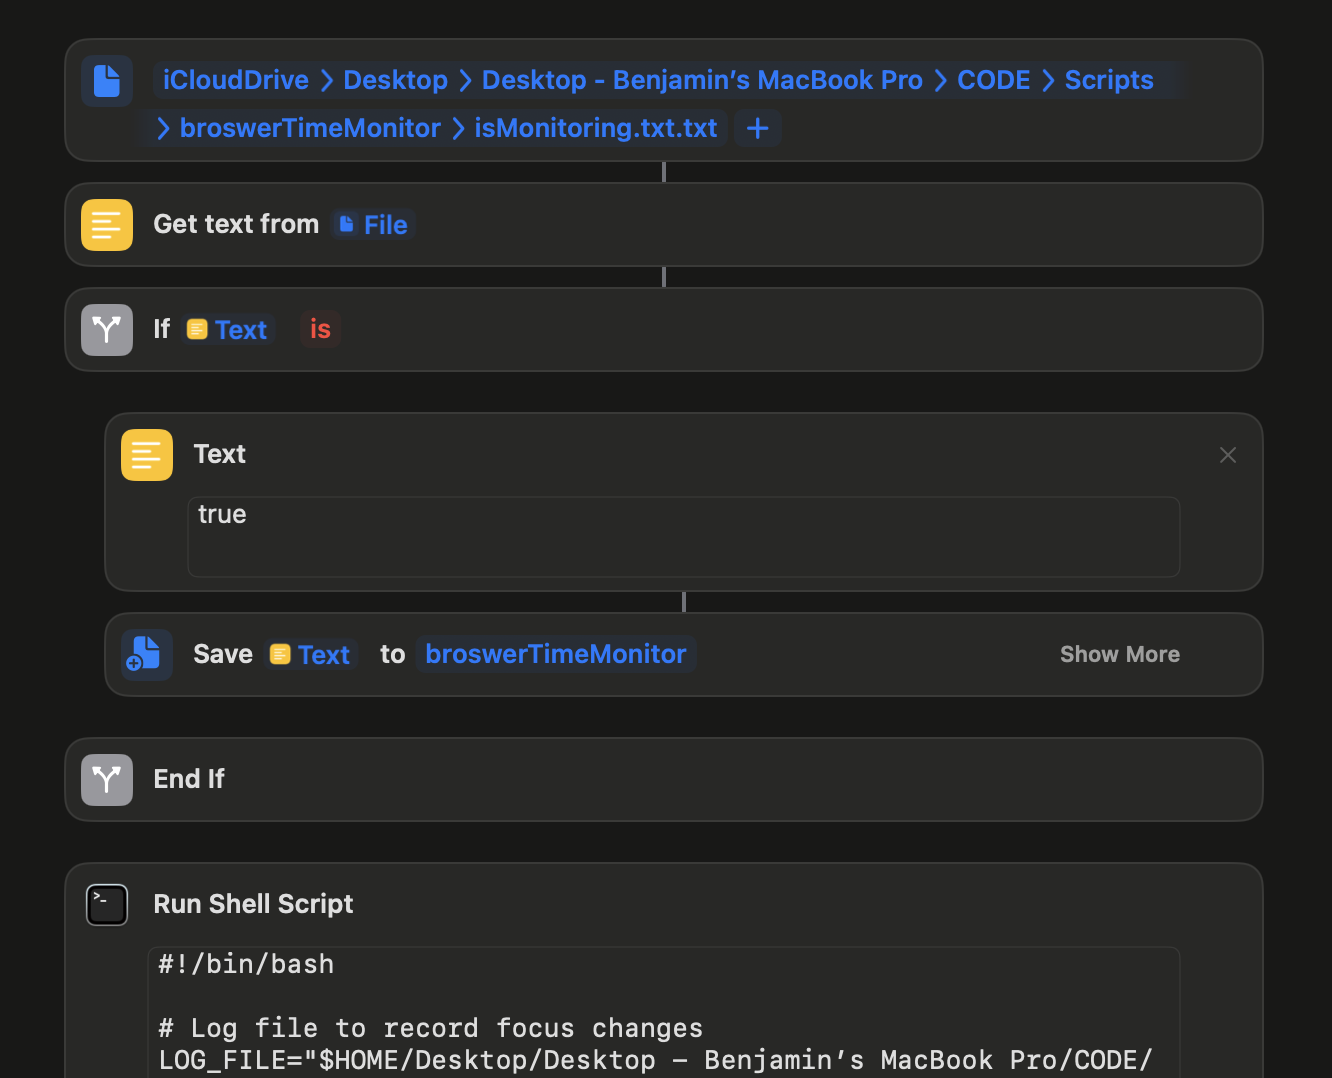 iCloudDrive > Desktop > Desktop - Benjamin’s MacBook Pro > CODE > Scripts
> broswerTimeMonitor > isMonitoring.txt.txt +
Get text from File
If Text is
Text
true
Save Text to broswerTimeMonitor Show More
End If
>_
Run Shell Script
#!/bin/bash
# Log file to record focus changes
LOG_FILE="$HOME/Desktop/Desktop – Benjamin’s MacBook Pro/CODE/